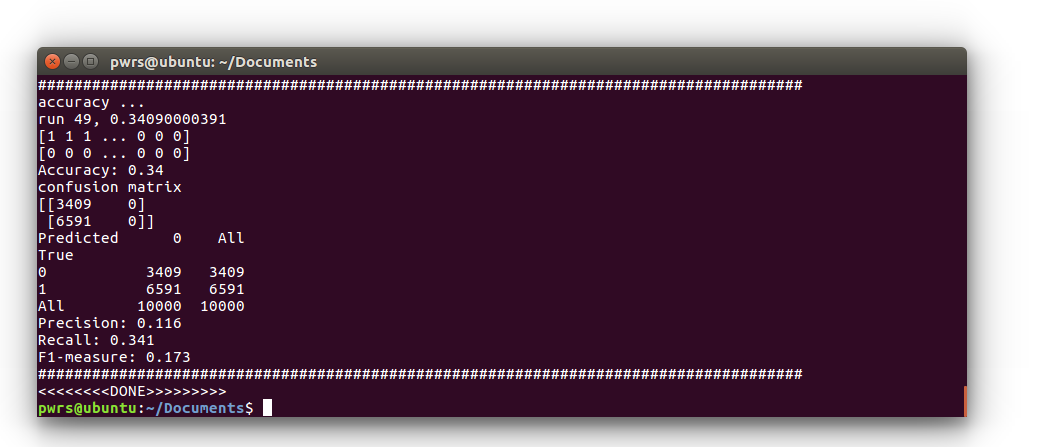 pwrs@ubuntu: ~/Documents
#####################################################################################
accuracy ...
run 49, 0.34090000391
[1 1 1 ... 0 0 0]
[0 0 0 ... 0 0 0]
Accuracy: 0.34
confusion matrix
[[3409    0]
 [6591    0]]
Predicted      0    All
True
0           3409   3409
1           6591   6591
All        10000  10000
Precision: 0.116
Recall: 0.341
F1-measure: 0.173
#####################################################################################
<<<<<<<<DONE>>>>>>>>>
pwrs@ubuntu:~/Documents$